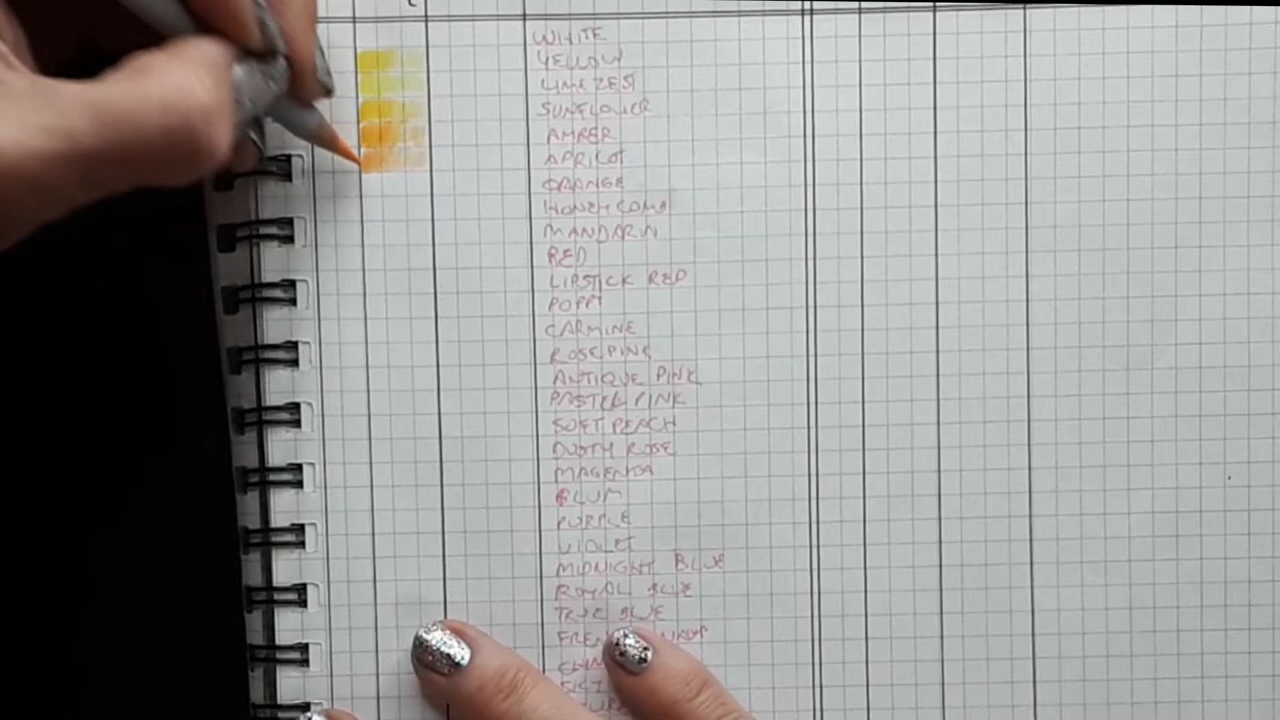 WHITE
YELLOW
LIME ZEST
SUNFLOWER
AMBER
APRICOT
ORANGE
HONEYCOMB
MANDARIN
RED
LIPSTICK RED
POPPY
CARMINE
ROSE PINK
ANTIQUE PINK
PASTEL PINK
SOFT PEACH
DUSTY ROSE
MAGENTA
PURPLE
VIOLET
MIDNIGHT BLUE
ROYAL BLUE
TRUE BLUE